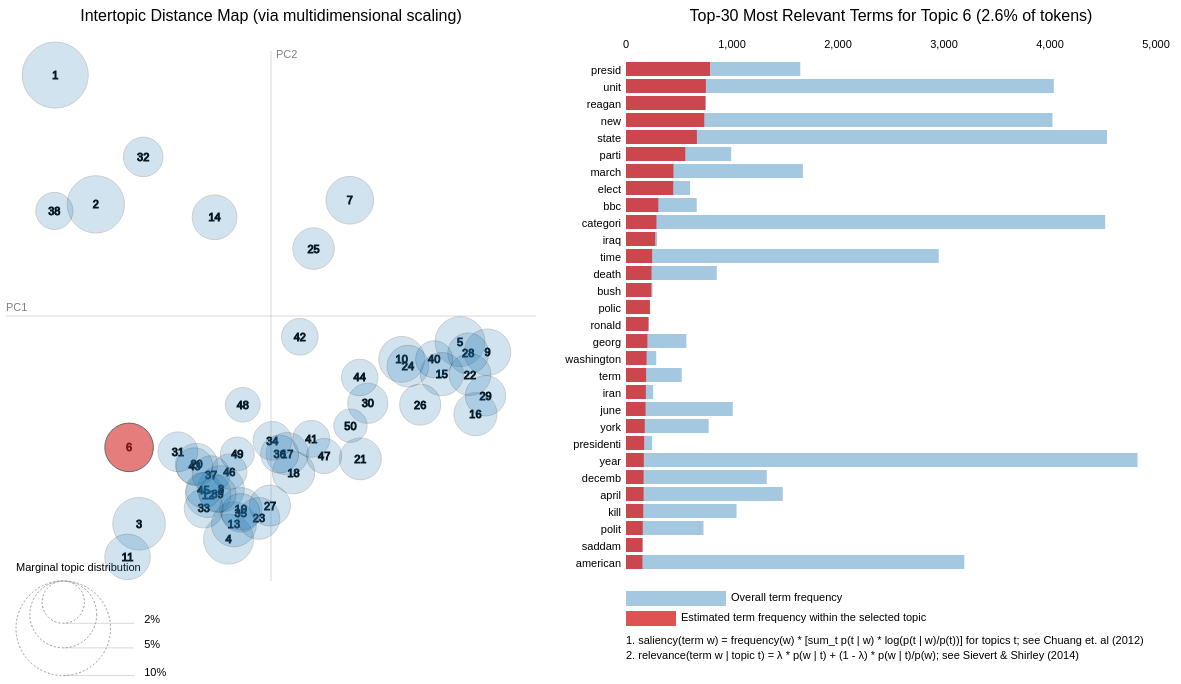 Intertopic Distance Map (via multidimensional scaling)
PC2
PC1
1
32
2
38
14
7
25
42
5
28
9
10
24
40
15
22
44
29
30
26
16
48
50
6
31
34
41
36
17
49
47
21
18
46
37
33
27
13
23
4
3
11
Marginal topic distribution
2%
5%
10%
Top-30 Most Relevant Terms for Topic 6 (2.6% of tokens)
0 1,000 2,000 3,000 4,000 5,000
presid
unit
reagan
new
state
parti
march
elect
bbc
categori
iraq
time
death
bush
polic
ronald
georg
washington
term
iran
june
york
presidenti
year
decemb
april
kill
polit
saddam
american
Overall term frequency
Estimated term frequency within the selected topic
1. saliency(term w) = frequency(w) * [sum_t p(t | w) * log(p(t | w)/p(t))] for topics t; see Chuang et. al (2012)
2. relevance(term w | topic t) = λ * p(w | t) + (1 - λ) * p(w | t)/p(w); see Sievert & Shirley (2014)